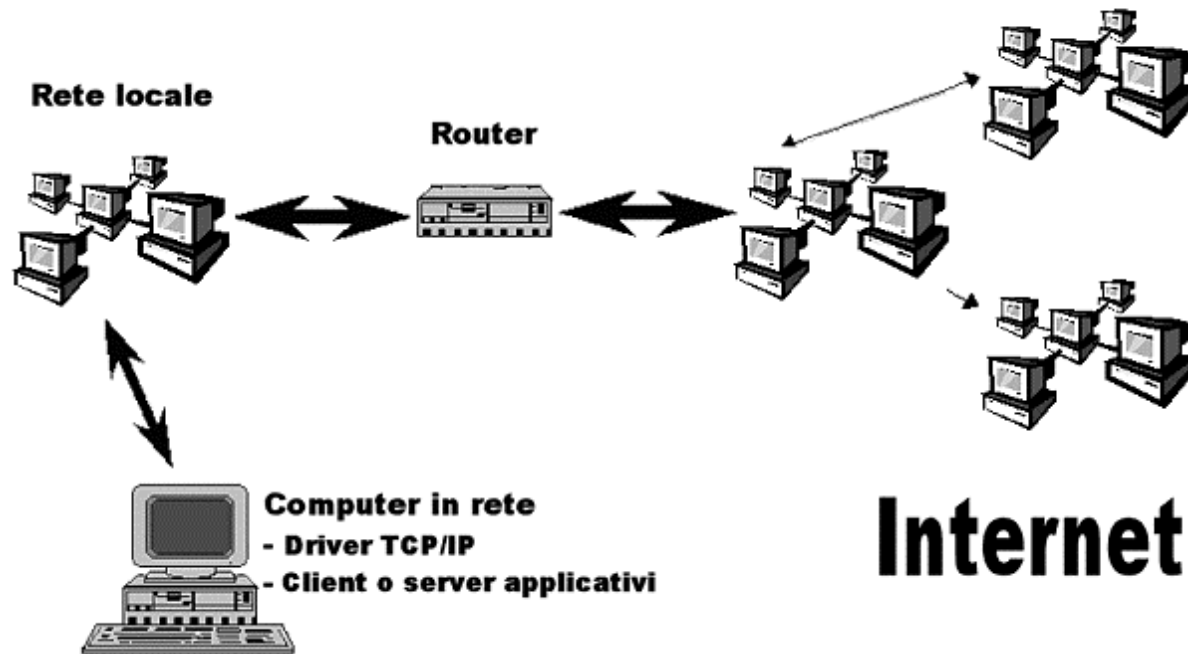 Rete locale
Router
Computer in rete
- Driver TCP/IP
- Client o server applicativi
Internet